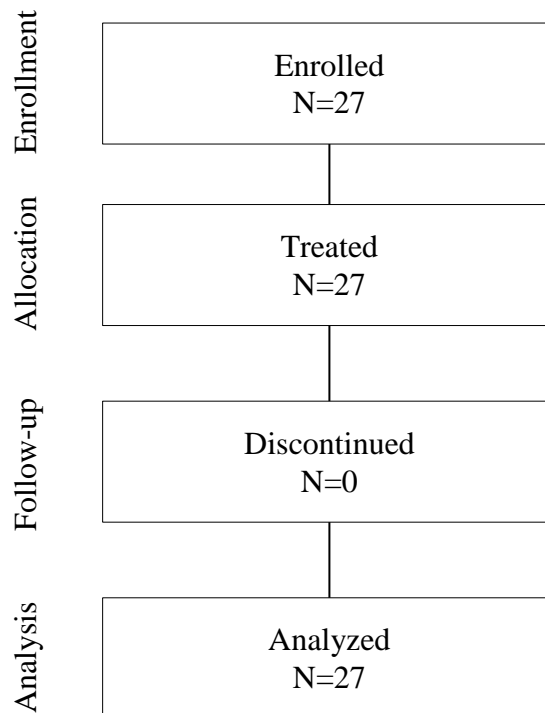 Enrollment
Enrolled
N=27
Allocation
Treated
N=27
Follow-up
Discontinued
N=0
Analysis
Analyzed
N=27